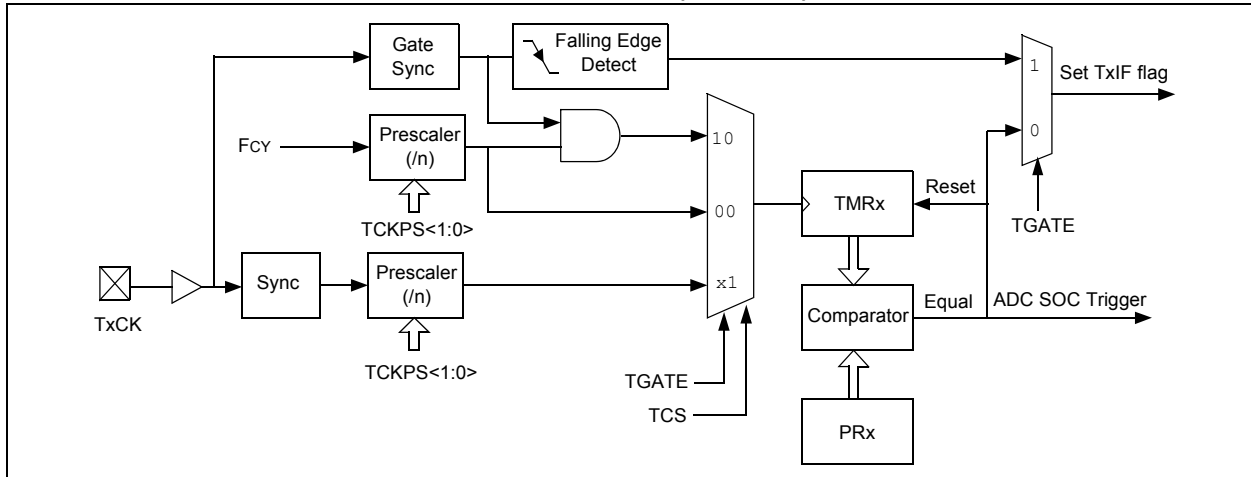 Gate
Sync
Falling Edge
Detect
1
Set TxIF flag
0
FCY
Prescaler
(/n)
10
TCKPS<1:0>
00
TMRx
Reset
TGATE
TxCK
Sync
Prescaler
(/n)
x1
TCKPS<1:0>
Comparator
Equal
ADC SOC Trigger
TGATE
TCS
PRx